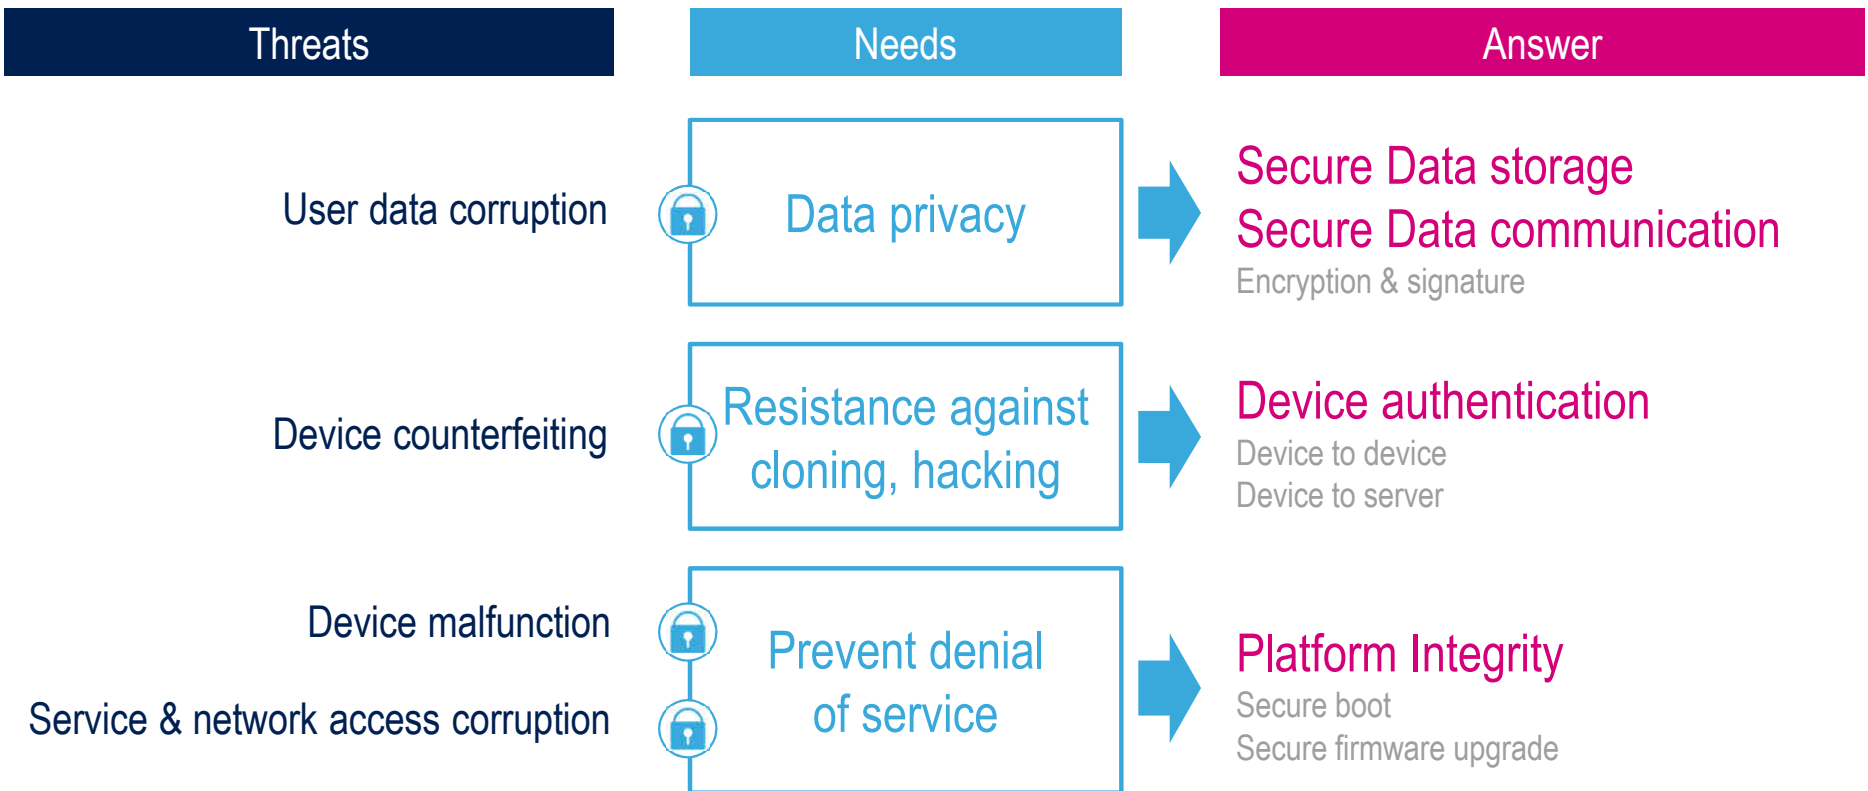 Threats
Needs
Answer
User data corruption
Data privacy
Secure Data storage
Secure Data communication
Encryption & signature
Device counterfeiting
Resistance against
cloning, hacking
Device authentication
Device to device
Device to server
Device malfunction
Service & network access corruption
Prevent denial
of service
Platform Integrity
Secure boot
Secure firmware upgrade